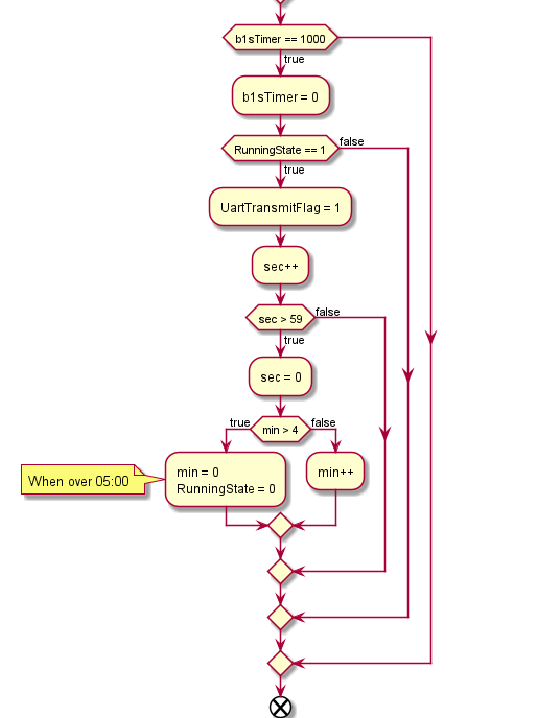 b1sTimer == 1000
true
b1sTimer = 0
RunningState == 1
false
true
UartTransmitFlag = 1
sec++
sec > 59
false
true
sec = 0
true
min > 4
false
When over 05:00
min = 0
RunningState = 0
min++